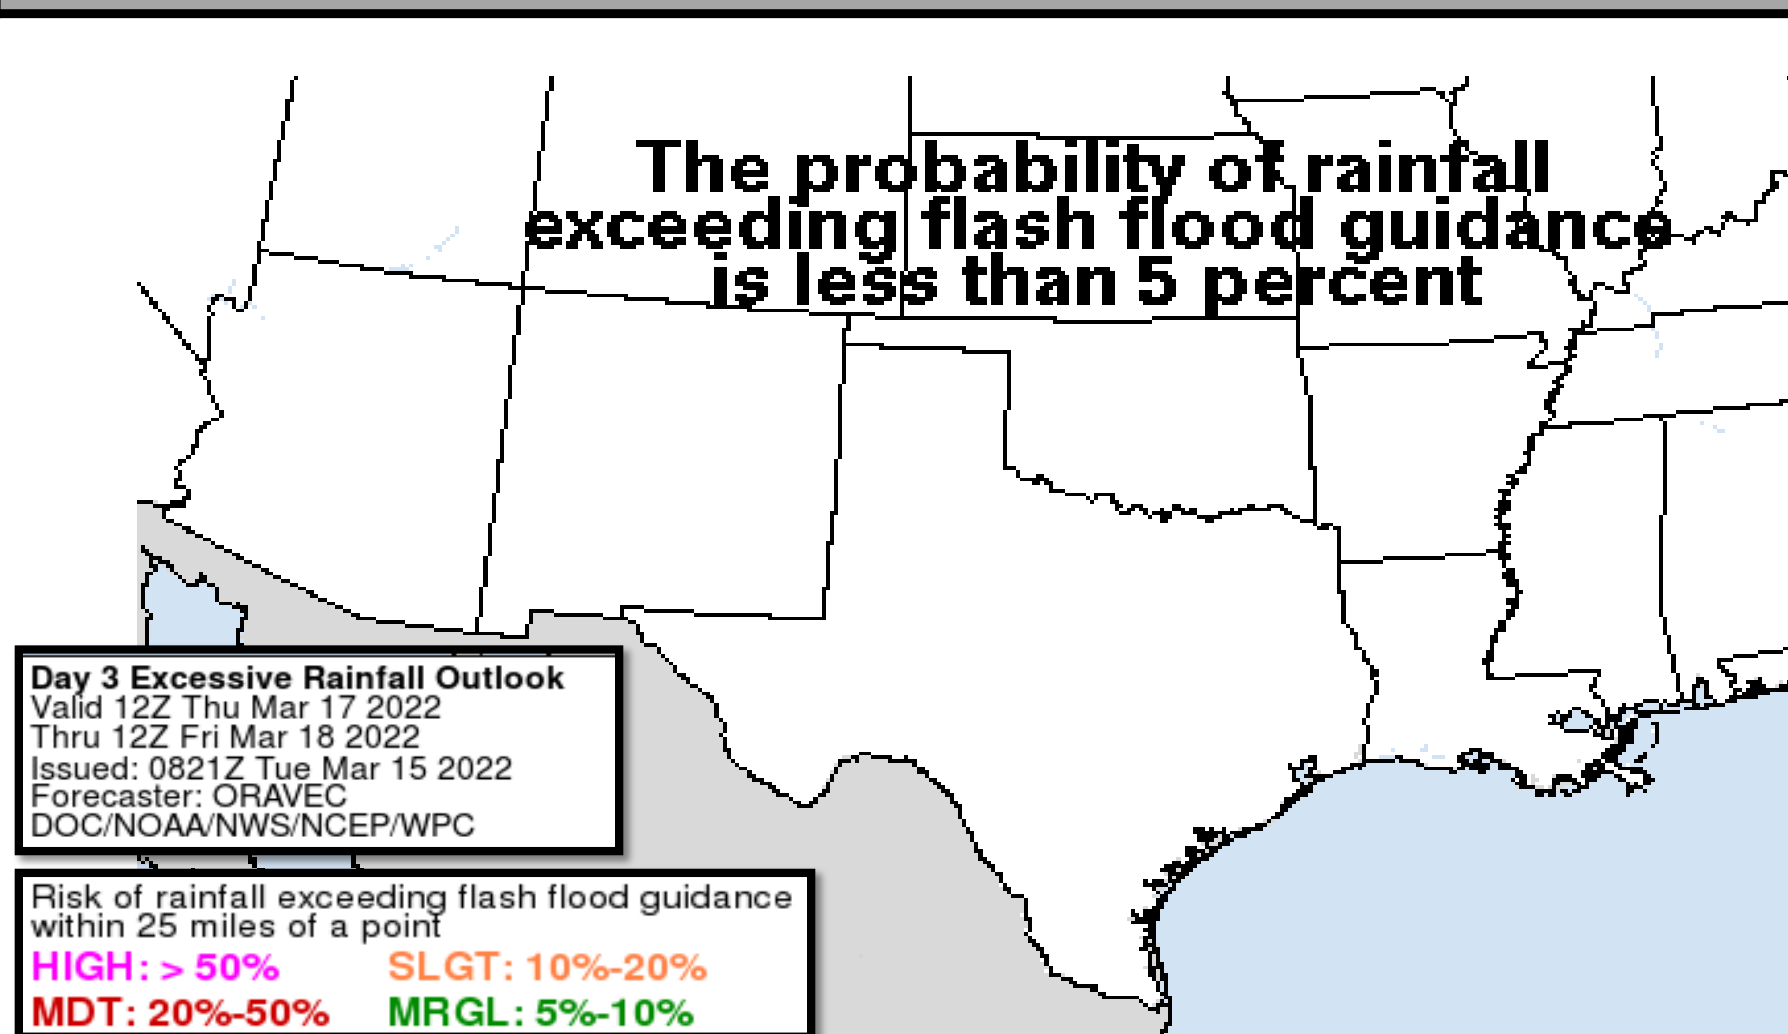 The probability of rainfall
exceeding flash flood guidance
is less than 5 percent
Day 3 Excessive Rainfall Outlook
Valid 12Z Thu Mar 17 2022
Thru 12Z Fri Mar 18 2022
Issued: 0821Z Tue Mar 15 2022
Forecaster: ORAVEC
DOC/NOAA/NWS/NCEP/WPC
Risk of rainfall exceeding flash flood guidance
within 25 miles of a point
HIGH: > 50% SLGT: 10%-20%
MDT: 20%-50% MRGL: 5%-10%